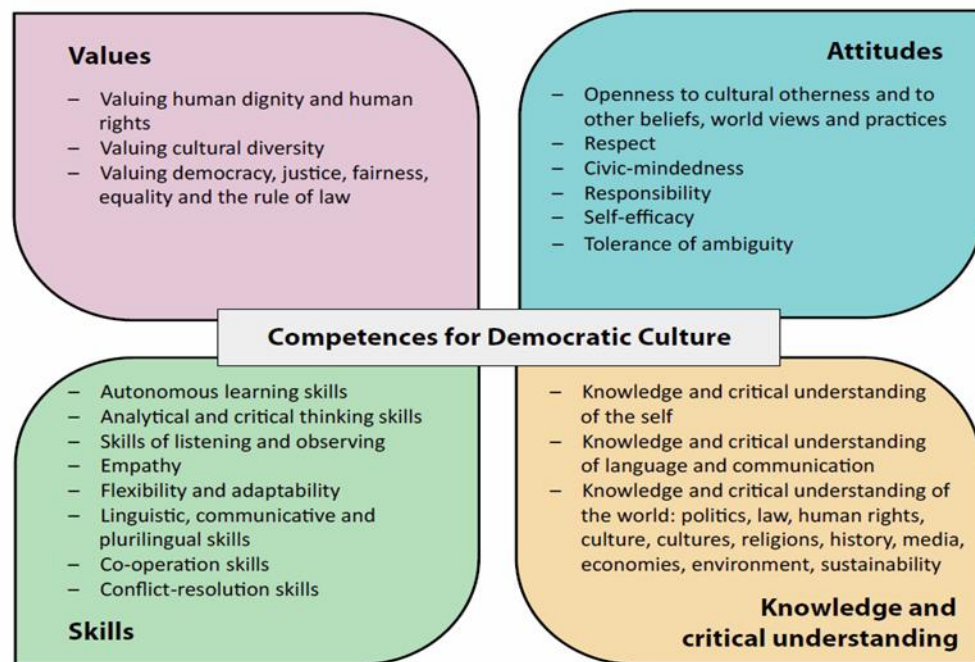 Values
– Valuing human dignity and human
rights
– Valuing cultural diversity
– Valuing democracy, justice, fairness,
equality and the rule of law
Attitudes
– Openness to cultural otherness and to
other beliefs, world views and practices
– Respect
– Civic-mindedness
– Responsibility
– Self-efficacy
– Tolerance of ambiguity
Competences for Democratic Culture
– Autonomous learning skills
– Analytical and critical thinking skills
– Skills of listening and observing
– Empathy
– Flexibility and adaptability
– Linguistic, communicative and
plurilingual skills
– Co-operation skills
– Conflict-resolution skills
Skills
– Knowledge and critical understanding
of the self
– Knowledge and critical understanding
of language and communication
– Knowledge and critical understanding of
the world: politics, law, human rights,
culture, cultures, religions, history, media,
economies, environment, sustainability
Knowledge and
critical understanding